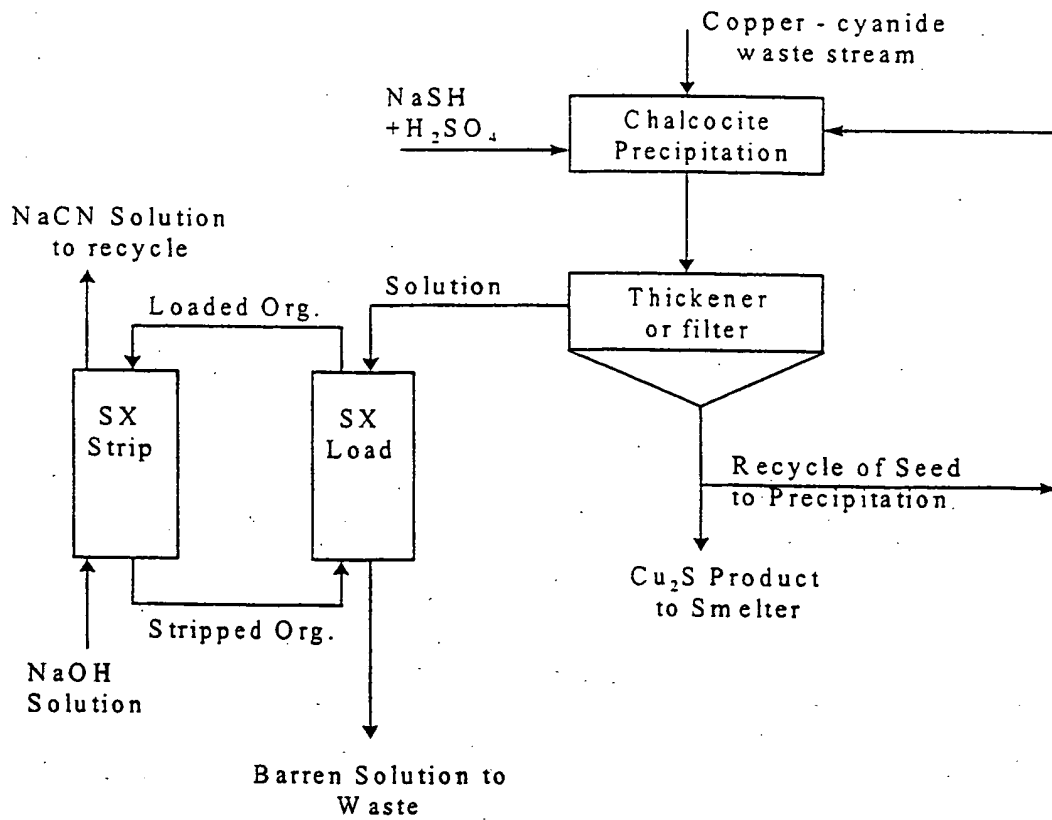 Copper - cyanide
waste stream
NaSH
+H₂SO₄
Chalcocite
Precipitation
NaCN Solution
to recycle
Solution
Thickener
or filter
Loaded Org.
SX
Strip
SX
Load
Recycle of Seed
to Precipitation
Cu₂S Product
to Smelter
Stripped Org.
NaOH
Solution
Barren Solution to
Waste